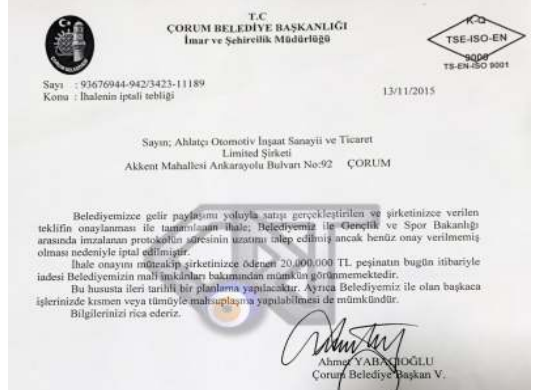 T.C
ÇORUM BELEDİYE BAŞKANLIĞI
İmar ve Şehircilik Müdürlüğü
K-Q
TSE-ISO-EN
9000
TS-EN-ISO 9001
Sayı : 93676944-942/3423-11189
Konu : İhalenin iptali tebliği
13/11/2015
Sayın; Ahlatçı Otomotiv İnşaat Sanayii ve Ticaret
Limited Şirketi
Akkent Mahallesi Ankarayolu Bulvarı No:92 ÇORUM
Belediyemizce gelir paylaşımı yoluyla satışı gerçekleştirilen ve şirketinizce verilen
teklifin onaylanması ile tamamlanan ihale; Belediyemiz ile Gençlik ve Spor Bakanlığı
arasında imzalanan protokolün süresinin uzatımı talep edilmiş ancak henüz onay verilmemiş
olması nedeniyle iptal edilmiştir.
İhale onayını müteakip şirketinizce ödenen 20,000,000 TL peşinatın bugün itibariyle
iadesi Belediyemizin mali imkânları bakımından mümkün görünmemektedir.
Bu hususta ileri tarihli bir planlama yapılacaktır. Ayrıca Belediyemiz ile olan başkaca
işlerinizde kısmen veya tümüyle mahsuplaşma yapılabilmesi de mümkündür.
Bilgilerinizi rica ederiz.
Ahmet YABACIOĞLU
Çorum Belediye Başkan V.